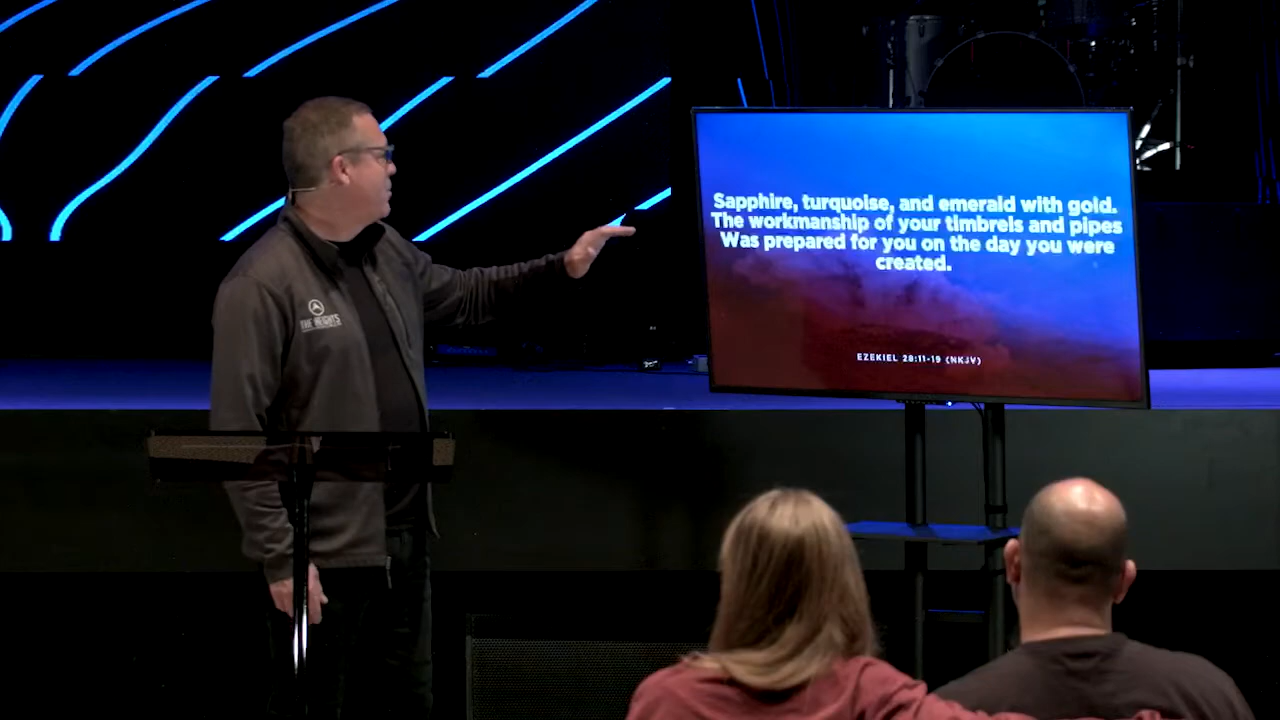 Sapphire, turquoise, and emerald with gold.
The workmanship of your timbrels and pipes
Was prepared for you on the day you were
created.
EZEKIEL 28:11-19 (NKJV)
THE HEIGHTS